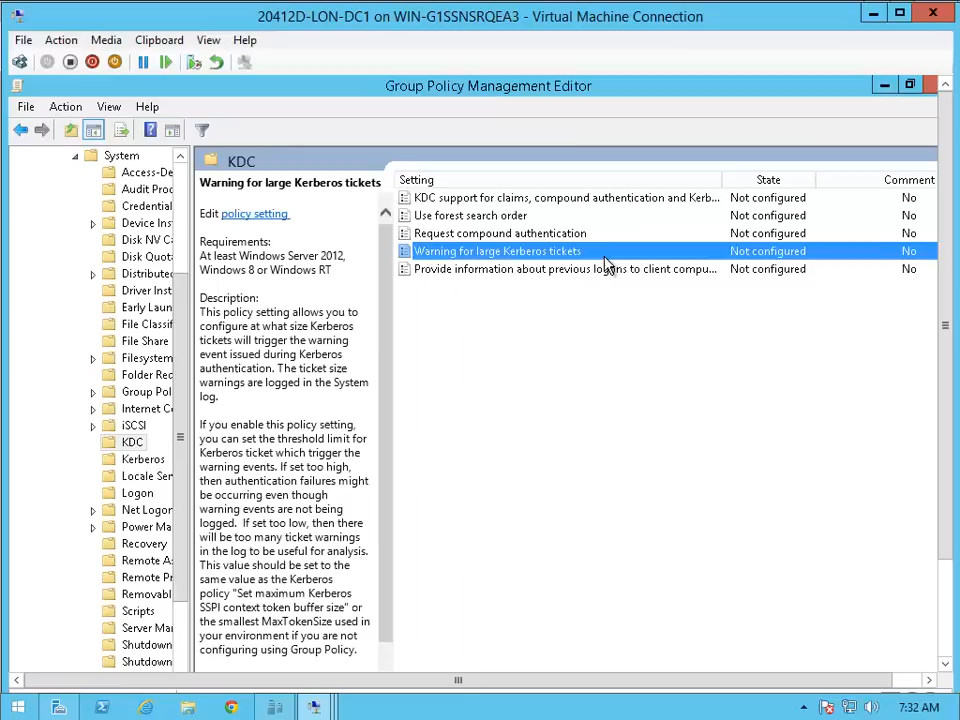 20412D-LON-DC1 on WIN-G1SSNSRQEA3 - Virtual Machine Connection
File Action Media Clipboard View Help
Group Policy Management Editor
File Action View Help
System
Access-De
Audit Proc
Credential
Device Ins
Disk NV Ca
Disk Quota
Distributed
Driver Inst
Early Laun
File Classif
File Share
Filesystem
Folder Red
Group Poli
Internet Co
iSCSI
KDC
Kerberos
Locale Ser
Logon
Net Logon
Power Ma
Recovery
Remote As
Remote Pr
Removabl
Scripts
Server Man
Shutdown
Shutdown
KDC
Warning for large Kerberos tickets
Edit policy setting
Requirements:
At least Windows Server 2012,
Windows 8 or Windows RT
Description:
This policy setting allows you to
configure at what size Kerberos
tickets will trigger the warning
event issued during Kerberos
authentication. The ticket size
warnings are logged in the System
log.
If you enable this policy setting,
you can set the threshold limit for
Kerberos ticket which trigger the
warning events. If set too high,
then authentication failures might
be occurring even though
warning events are not being
logged. If set too low, then there
will be too many ticket warnings
in the log to be useful for analysis.
This value should be set to the
same value as the Kerberos
policy "Set maximum Kerberos
SSPI context token buffer size" or
the smallest MaxTokenSize used in
your environment if you are not
configuring using Group Policy.
Setting State Comment
KDC support for claims, compound authentication and Kerb... Not configured No
Use forest search order Not configured No
Request compound authentication Not configured No
Warning for large Kerberos tickets Not configured No
Provide information about previous logons to client compu... Not configured No
7:32 AM